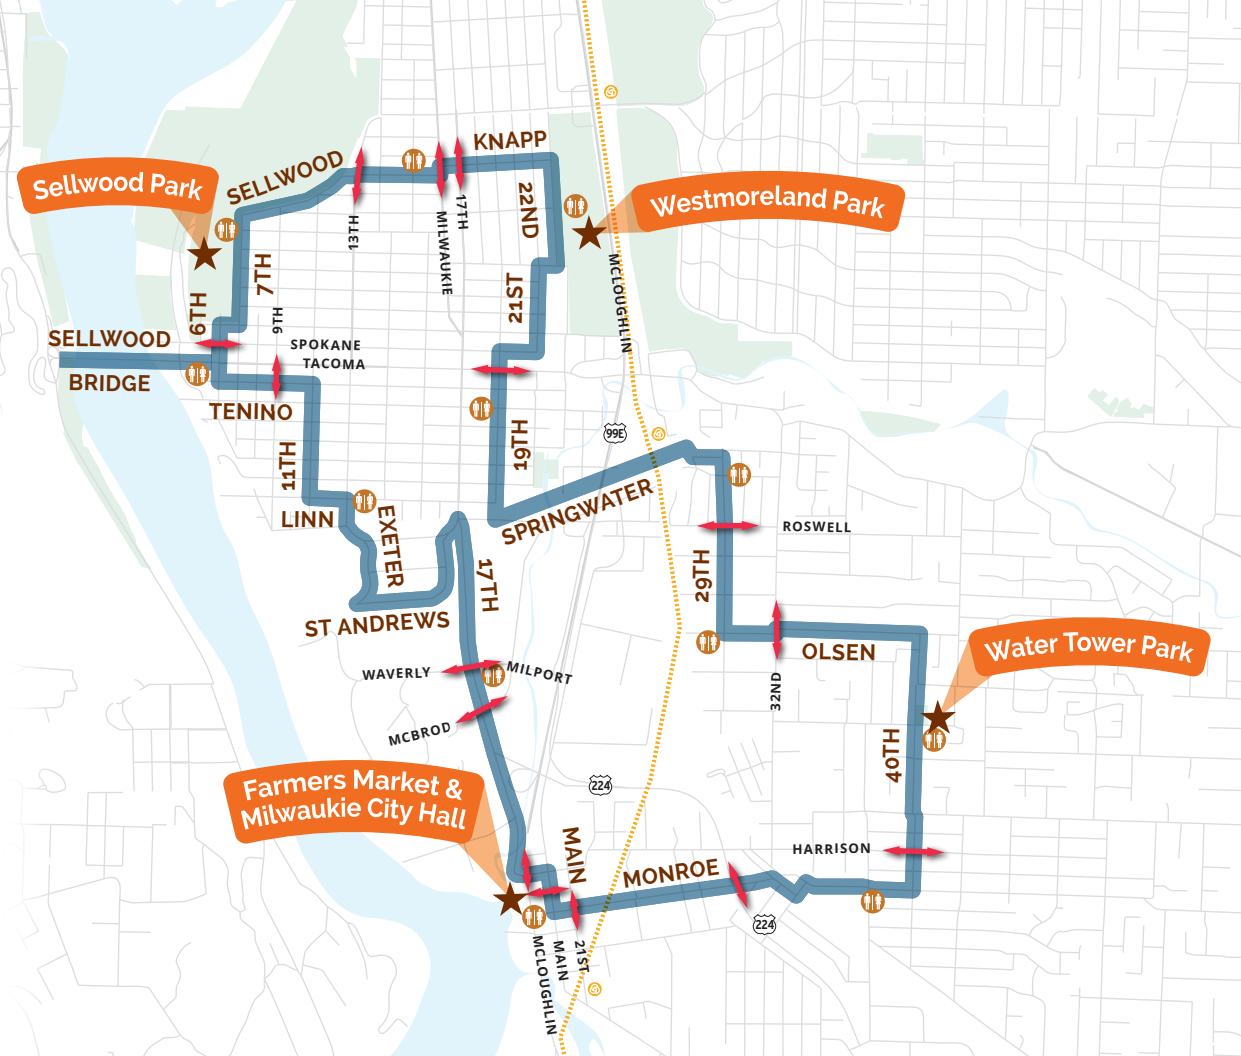 KNAPP
SELLWOOD
Sellwood Park
22ND
Westmoreland Park
13TH
MILWAUKIE
17TH
7TH
6TH
9TH
21ST
MCLOUGHLIN
SELLWOOD
BRIDGE
SPOKANE
TACOMA
TENINO
11TH
19TH
99E
LINN
EXETER
SPRINGWATER
ROSWELL
29TH
17TH
ST ANDREWS
OLSEN
Water Tower Park
WAVERLY
MILPORT
32ND
MCBROD
40TH
Farmers Market &
Milwaukie City Hall
224
MAIN
MONROE
HARRISON
224
MCLOUGHLIN
MAIN
21ST